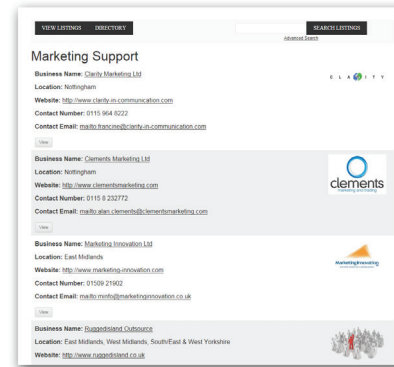 VIEW LISTINGS DIRECTORY SEARCH LISTINGS
Advanced Search
Marketing Support
Business Name: Clarity Marketing Ltd
CLARITY
Location: Nottingham
Website: http://www.clarity-in-communication.com
Contact Number: 0115 964 8222
Contact Email: mailto:francine@clarity-in-communication.com
View
Business Name: Clements Marketing Ltd
Location: Nottingham
clements
marketing and trading
Website: http://www.clementsmarketing.com
Contact Number: 0115 8 232772
Contact Email: mailto:alan.clements@clementsmarketing.com
View
Business Name: Marketing Innovation Ltd
Location: East Midlands
MarketingInnovation
Website: http://www.marketing-innovation.com
Contact Number: 01509 21902
Contact Email: mailto:minfo@marketinginnovation.co.uk
View
Business Name: Ruggedisland Outsource
Location: East Midlands, West Midlands, South/East & West Yorkshire
Website: http://www.ruggedisland.co.uk